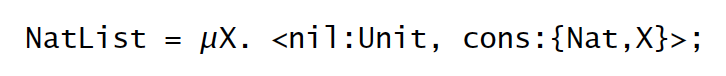 NatList = μX. <nil:Unit, cons:{Nat,X}>;